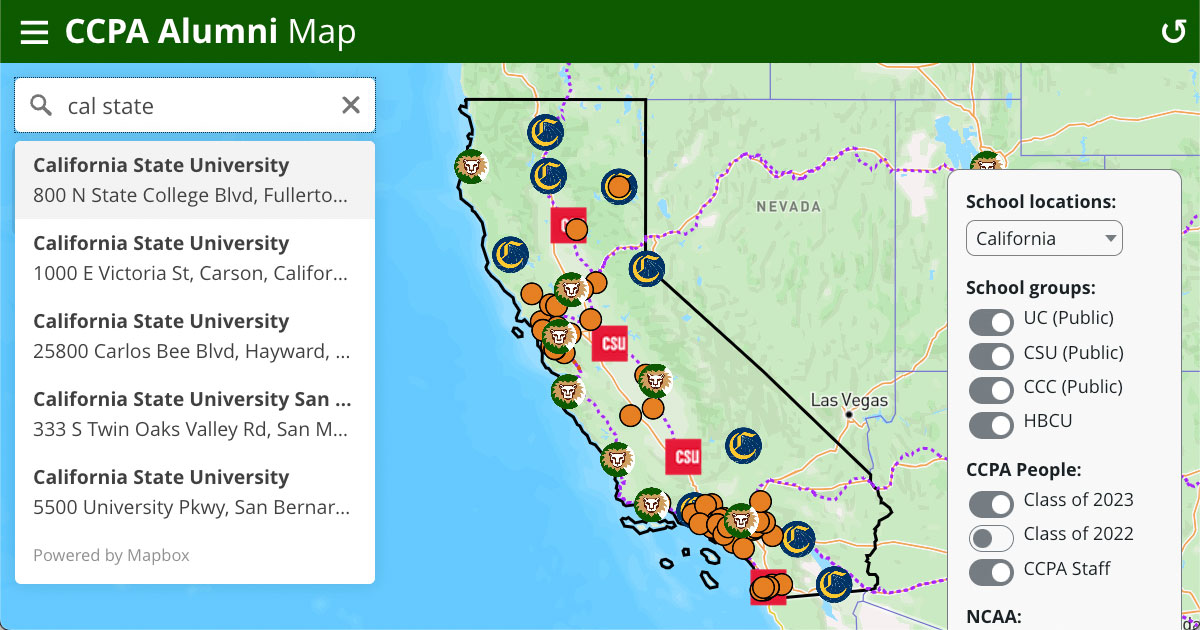 CCPA Alumni Map
cal state
California State University
800 N State College Blvd, Fullerto...
California State University
1000 E Victoria St, Carson, Califor...
California State University
25800 Carlos Bee Blvd, Hayward, ...
California State University San ...
333 S Twin Oaks Valley Rd, San M...
California State University
5500 University Pkwy, San Bernar...
Powered by Mapbox
NEVADA
CSU
Las Vegas
CSU
School locations:
California
School groups:
UC (Public)
CSU (Public)
CCC (Public)
HBCU
CCPA People:
Class of 2023
Class of 2022
CCPA Staff
NCAA: